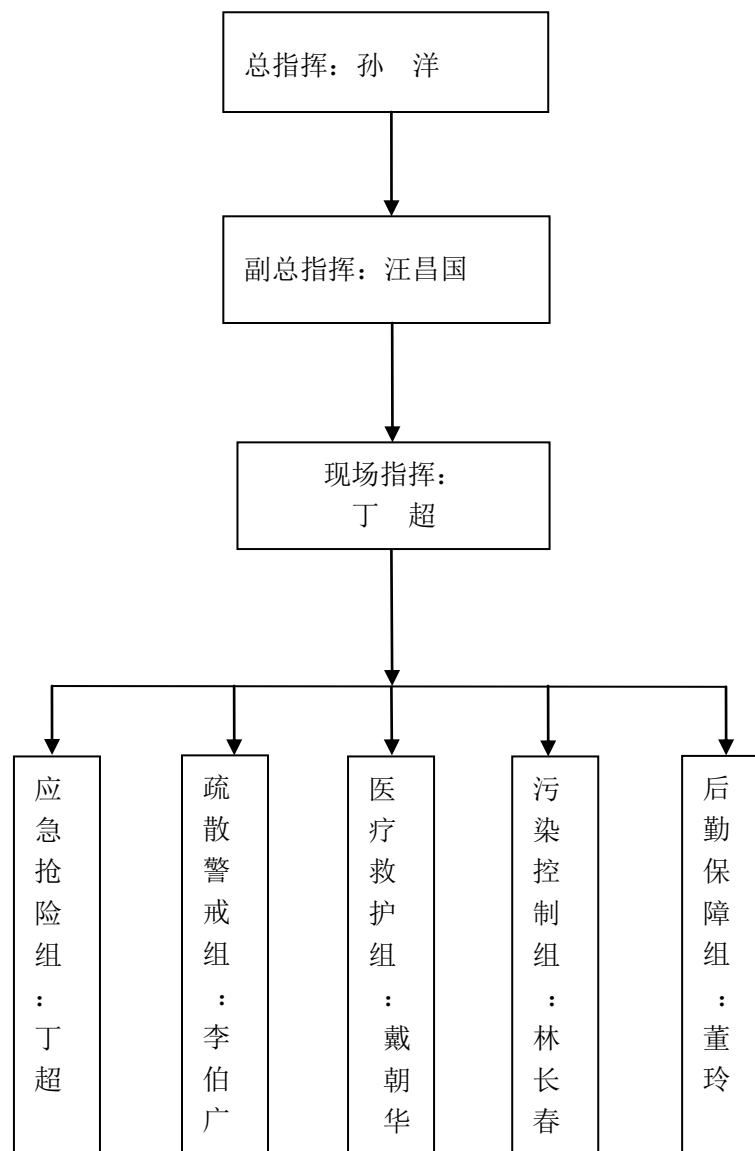 总指挥：孙　洋
副总指挥：汪昌国
现场指挥：
丁　超
应急抢险组：丁超
疏散警戒组：李伯广
医疗救护组：戴朝华
污染控制组：林长春
后勤保障组：董玲